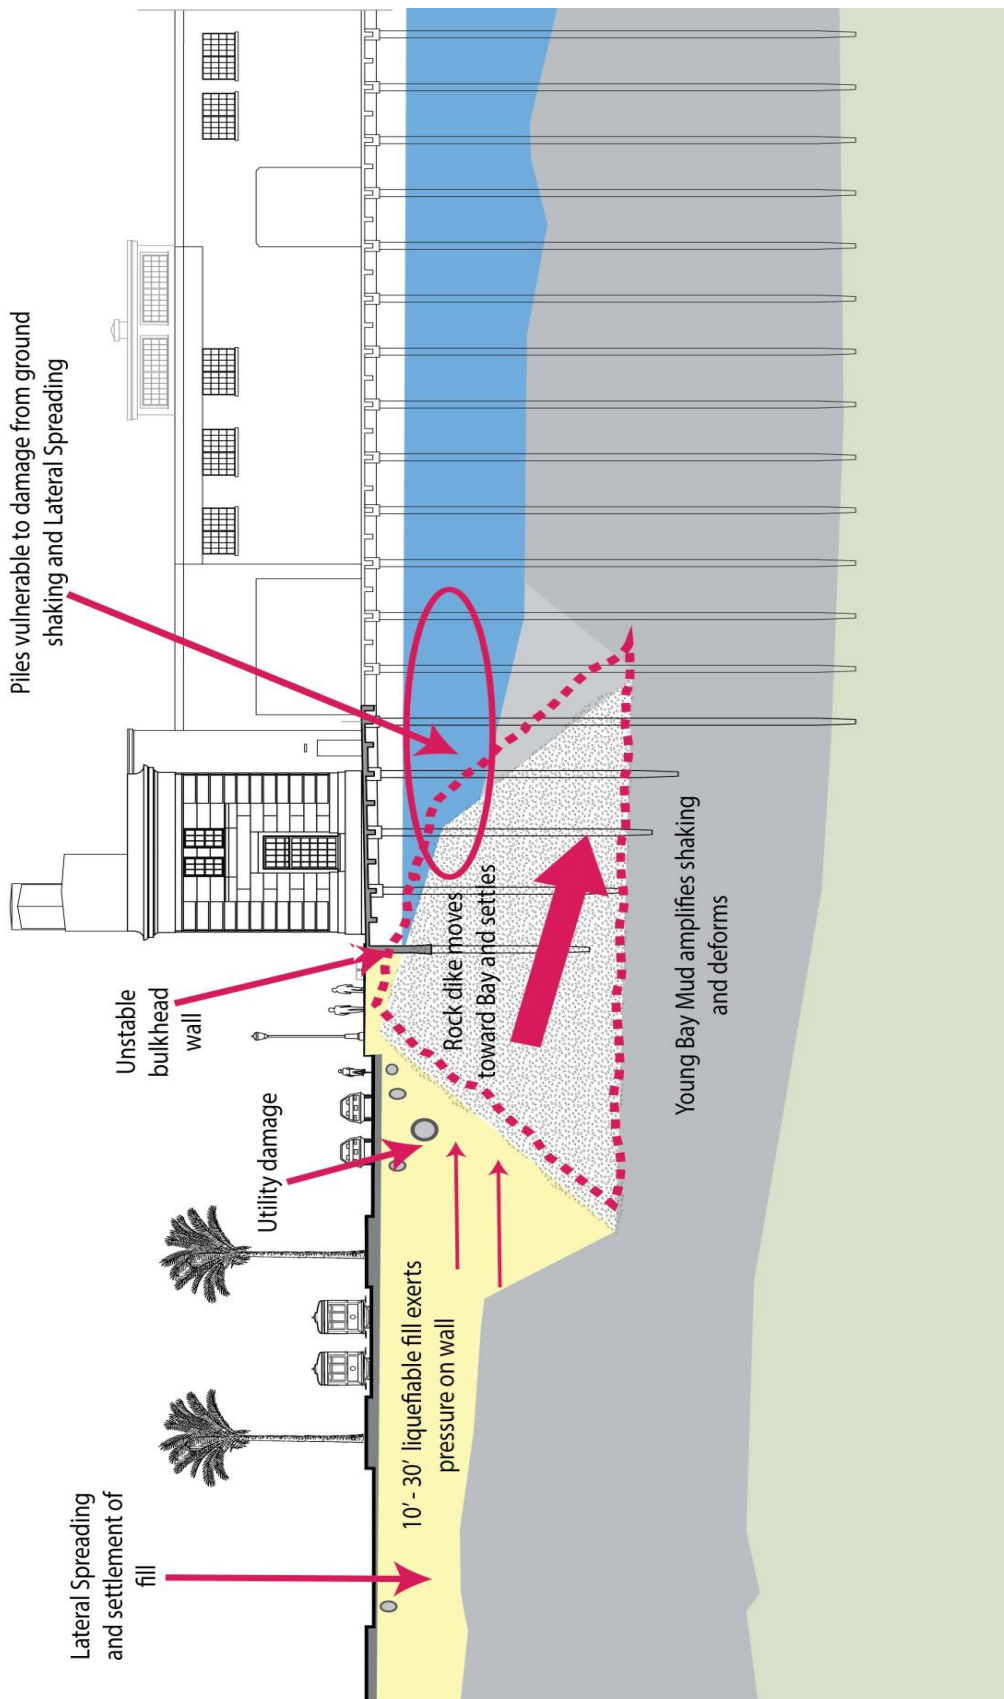 Lateral Spreading
and settlement of
fill
10’ - 30’ liquefiable fill exerts
pressure on wall
Utility damage
Unstable
bulkhead
wall
Rock dike moves
toward Bay and settles
Young Bay Mud amplifies shaking
and deforms
Piles vulnerable to damage from ground
shaking and Lateral Spreading